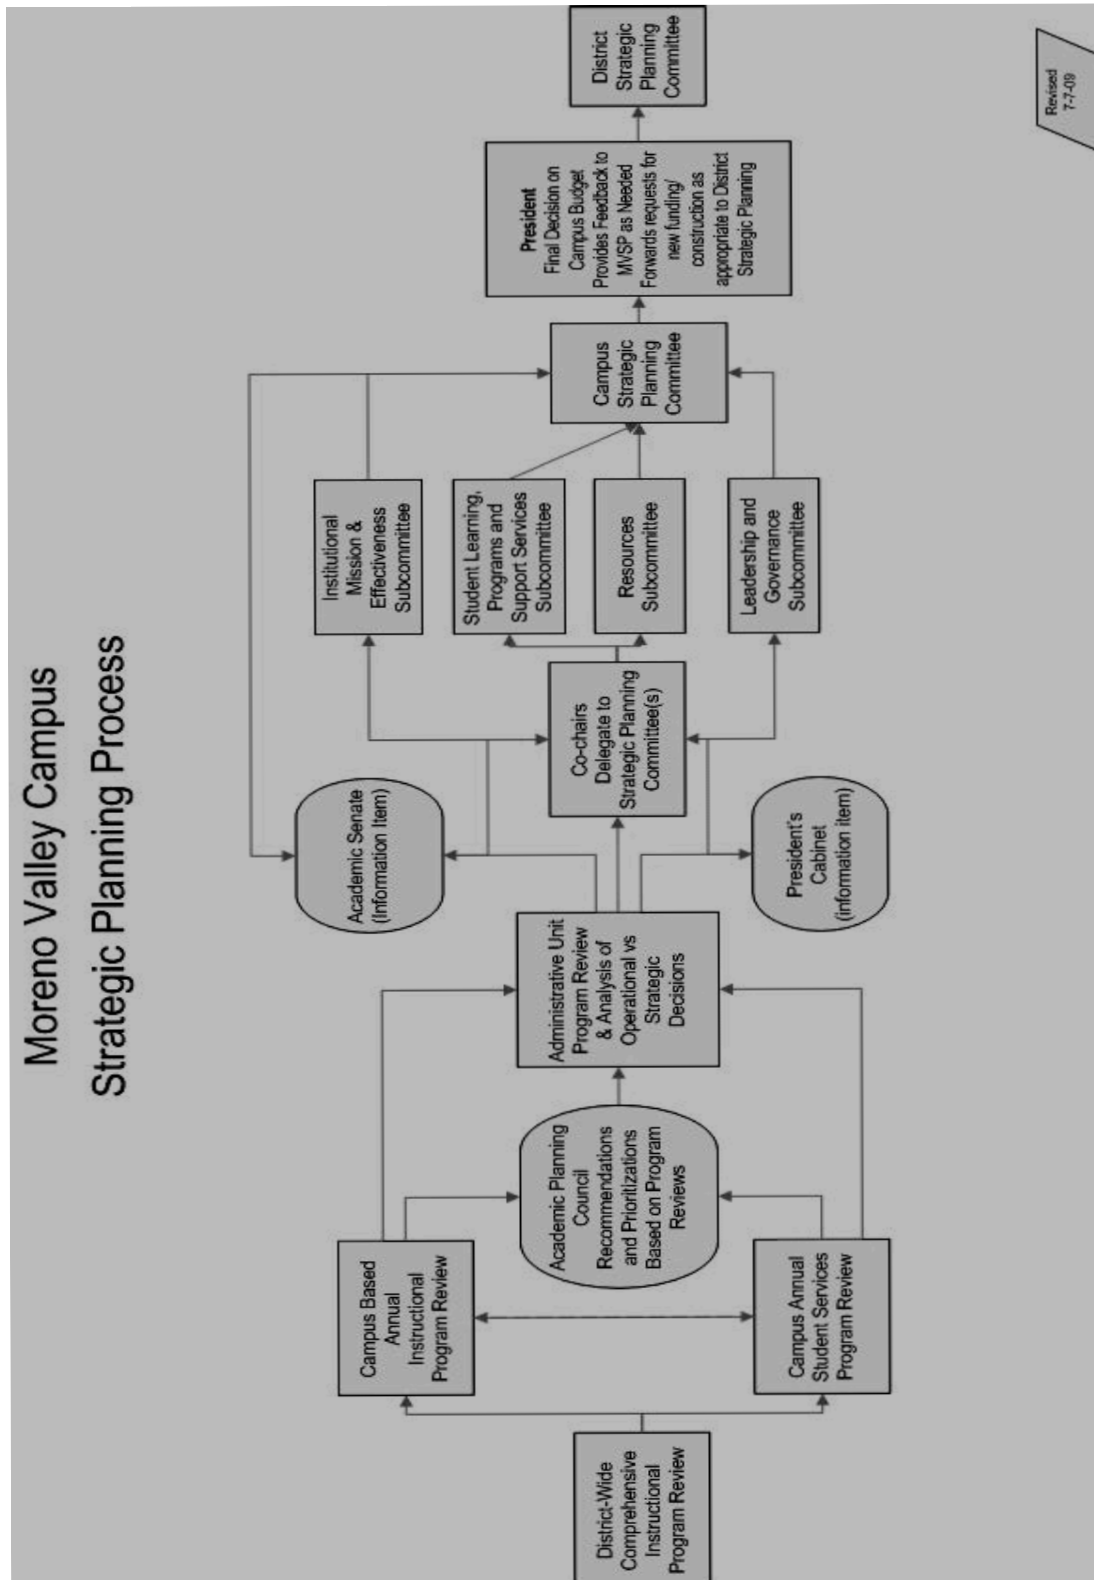 Moreno Valley Campus
Strategic Planning Process
District-Wide
Comprehensive
Instructional
Program Review
Campus Based
Annual
Instructional
Program Review
Campus Annual
Student Services
Program Review
Academic Planning
Council
Recommendations
and Prioritizations
Based on Program
Reviews
Administrative Unit
Program Review
& Analysis of
Operational vs
Strategic
Decisions
Academic Senate
(Information Item)
Co-chairs
Delegate to
Strategic Planning
Committee(s)
President's
Cabinet
(information item)
Institutional
Mission &
Effectiveness
Subcommittee
Student Learning,
Programs and
Support Services
Subcommittee
Resources
Subcommittee
Leadership and
Governance
Subcommittee
Campus
Strategic
Planning
Committee
President
Final Decision on
Campus Budget
Provides Feedback to
MVSP as Needed
Forwards requests for
new funding/
construction as
appropriate to District
Strategic Planning
District
Strategic
Planning
Committee
Revised
7-7-09